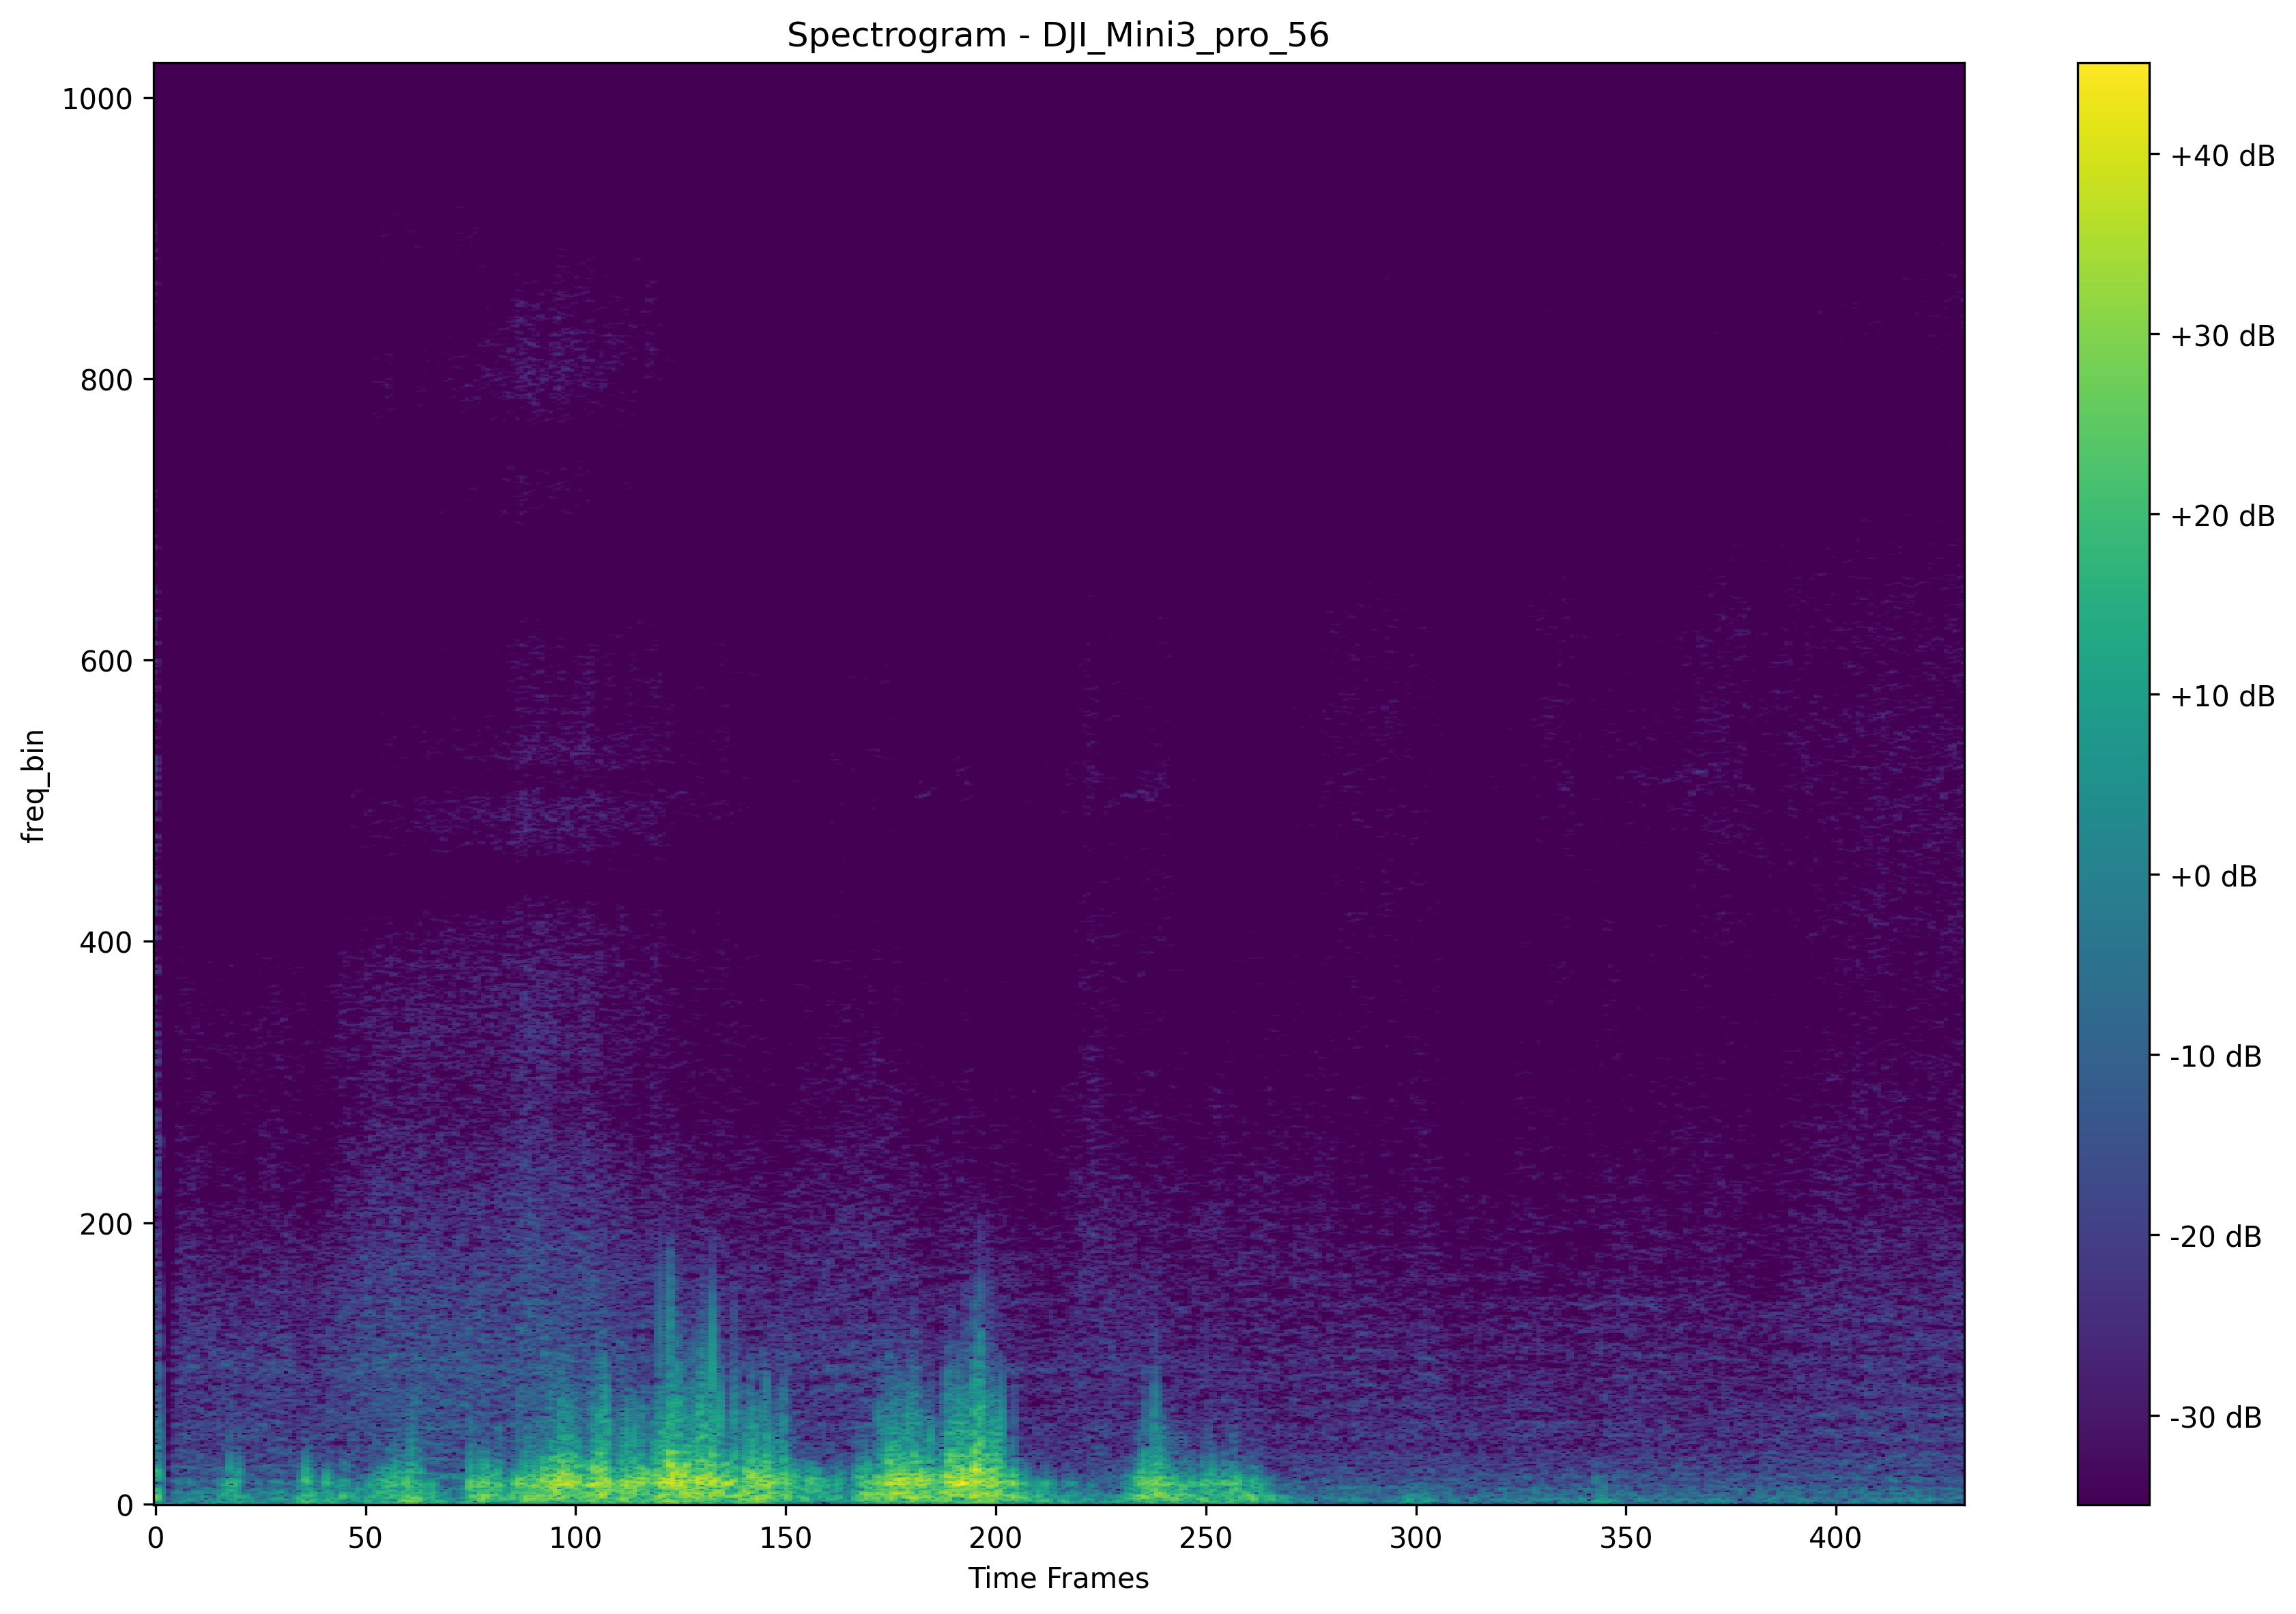 Spectrogram - DJI_Mini3_pro_56
1000
800
600
400
200
0
freq_bin
0 50 100 150 200 250 300 350 400
Time Frames
+40 dB
+30 dB
+20 dB
+10 dB
+0 dB
-10 dB
-20 dB
-30 dB